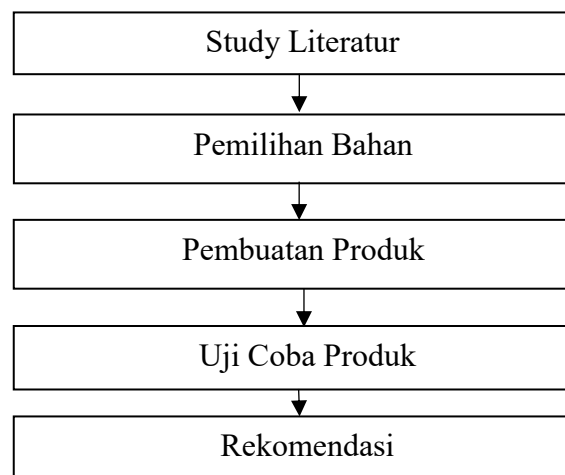 Study Literatur
Pemilihan Bahan
Pembuatan Produk
Uji Coba Produk
Rekomendasi